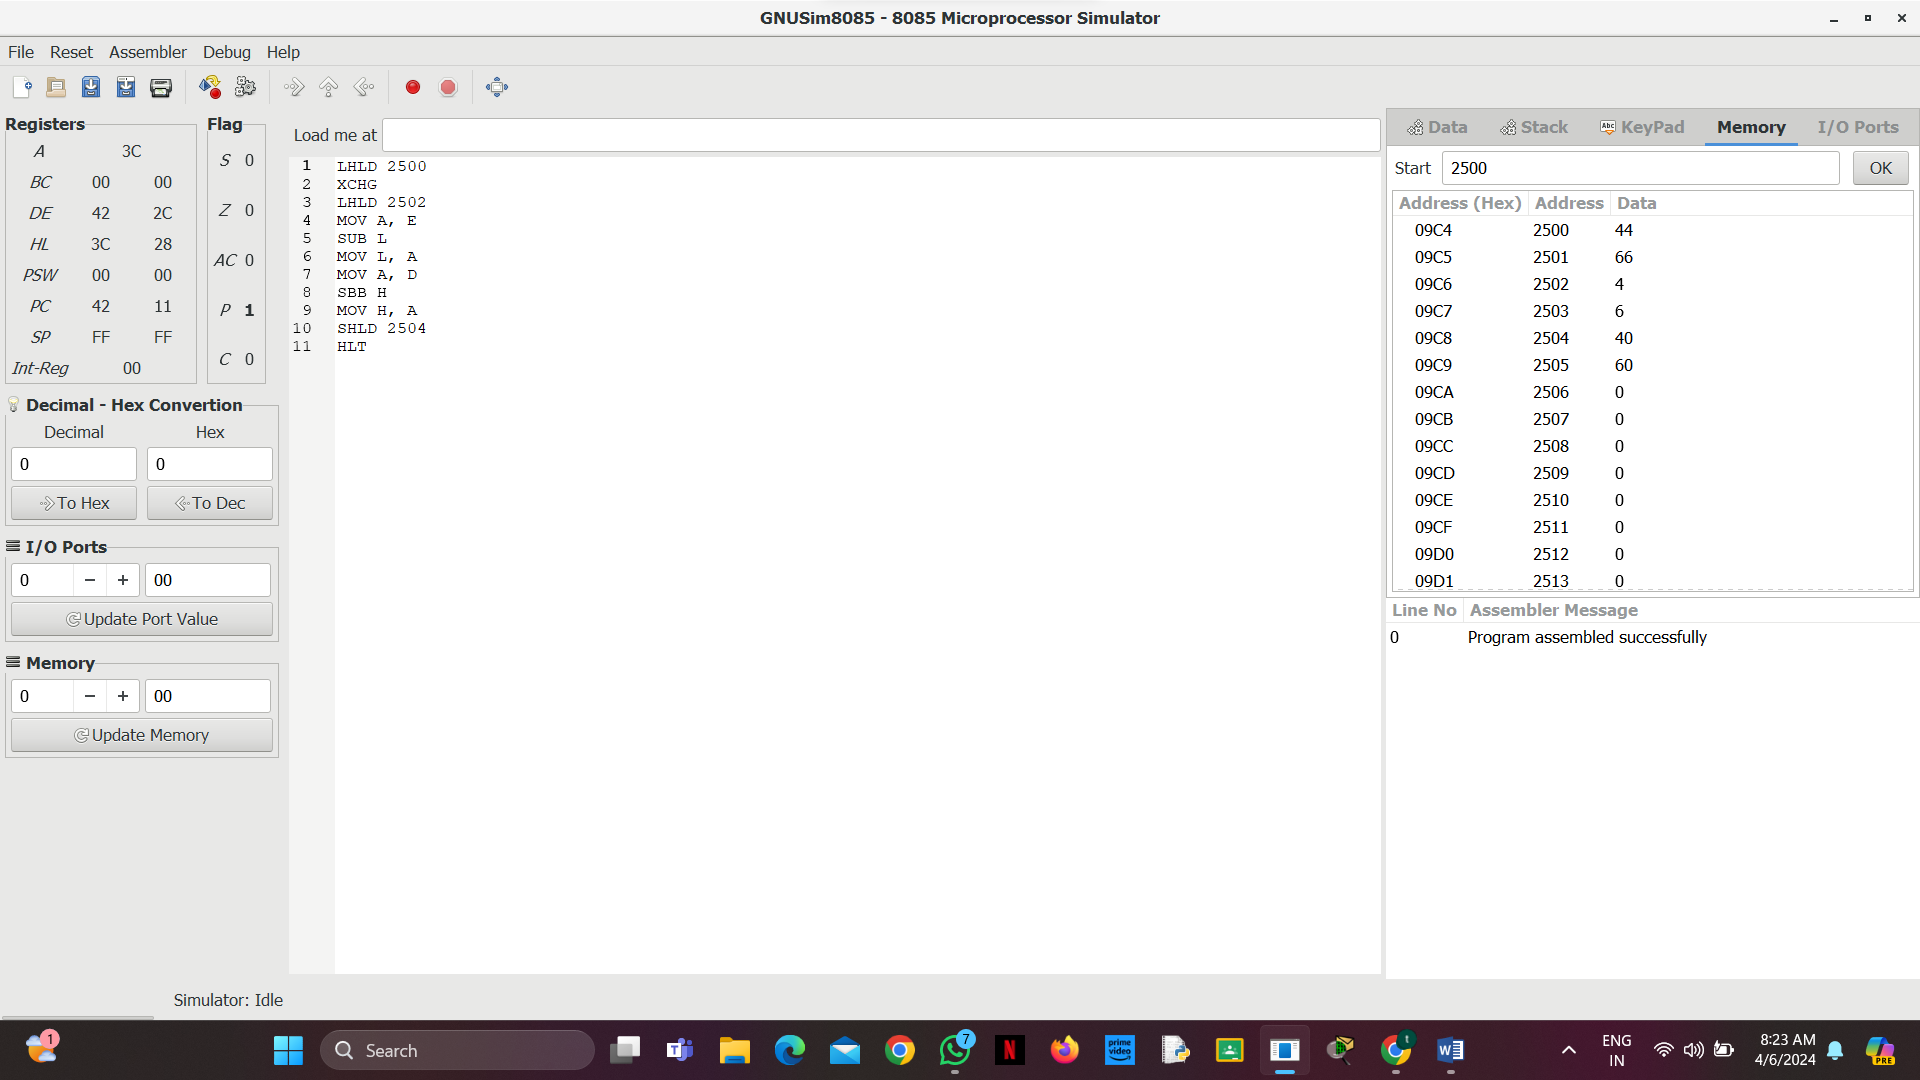 GNUSim8085 - 8085 Microprocessor Simulator
File Reset Assembler Debug Help
Registers
A 3C
BC 00 00
DE 42 2C
HL 3C 28
PSW 00 00
PC 42 11
SP FF FF
Int-Reg 00
Flag
S 0
Z 0
AC 0
P 1
C 0
Decimal - Hex Convertion
Decimal Hex
0 0
To Hex To Dec
I/O Ports
0 − + 00
Update Port Value
Memory
0 − + 00
Update Memory
Load me at
1 LHLD 2500
2 XCHG
3 LHLD 2502
4 MOV A, E
5 SUB L
6 MOV L, A
7 MOV A, D
8 SBB H
9 MOV H, A
10 SHLD 2504
11 HLT
Data Stack Abc KeyPad Memory I/O Ports
Start 2500 OK
Address (Hex) Address Data
09C4 2500 44
09C5 2501 66
09C6 2502 4
09C7 2503 6
09C8 2504 40
09C9 2505 60
09CA 2506 0
09CB 2507 0
09CC 2508 0
09CD 2509 0
09CE 2510 0
09CF 2511 0
09D0 2512 0
09D1 2513 0
Line No Assembler Message
0 Program assembled successfully
Simulator: Idle
1 Search 7 N prime video t W ENG IN 8:23 AM 4/6/2024 PRE